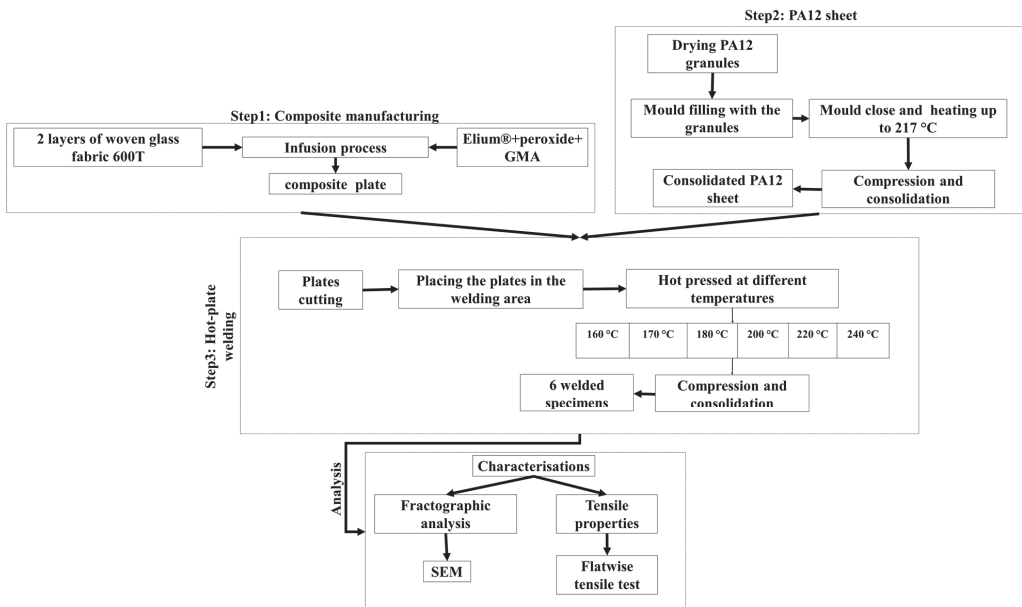 Step1: Composite manufacturing
2 layers of woven glass
fabric 600T
Infusion process
Elium®+peroxide+
GMA
composite plate
Step2: PA12 sheet
Drying PA12
granules
Mould filling with the
granules
Mould close and heating up
to 217 °C
Compression and
consolidation
Consolidated PA12
sheet
Step3: Hot-plate
welding
Plates
cutting
Placing the plates in the
welding area
Hot pressed at different
temperatures
160 °C
170 °C
180 °C
200 °C
220 °C
240 °C
Compression and
consolidation
6 welded
specimens
Analysis
Characterisations
Fractographic
analysis
SEM
Tensile
properties
Flatwise
tensile test